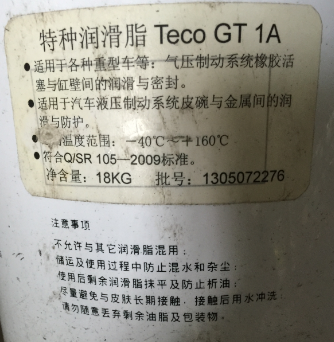 特种润滑脂 Teco GT 1A
●适用于各种重型车等：气压制动系统橡胶活
塞与缸壁间的润滑与密封。
●适用于汽车液压制动系统皮碗与金属间的润
滑与防护。
温度范围：－40℃～＋160℃
●符合Q/SR 105—2009标准。
净含量：18KG 批号：1305072276
注意事项
不允许与其它润滑脂混用；
储运及使用过程中防止混水和杂尘；
使用后剩余润滑脂抹平及防止析油；
尽量避免与皮肤长期接触，接触后用水冲洗
请勿随意丢弃剩余油脂及包装物。